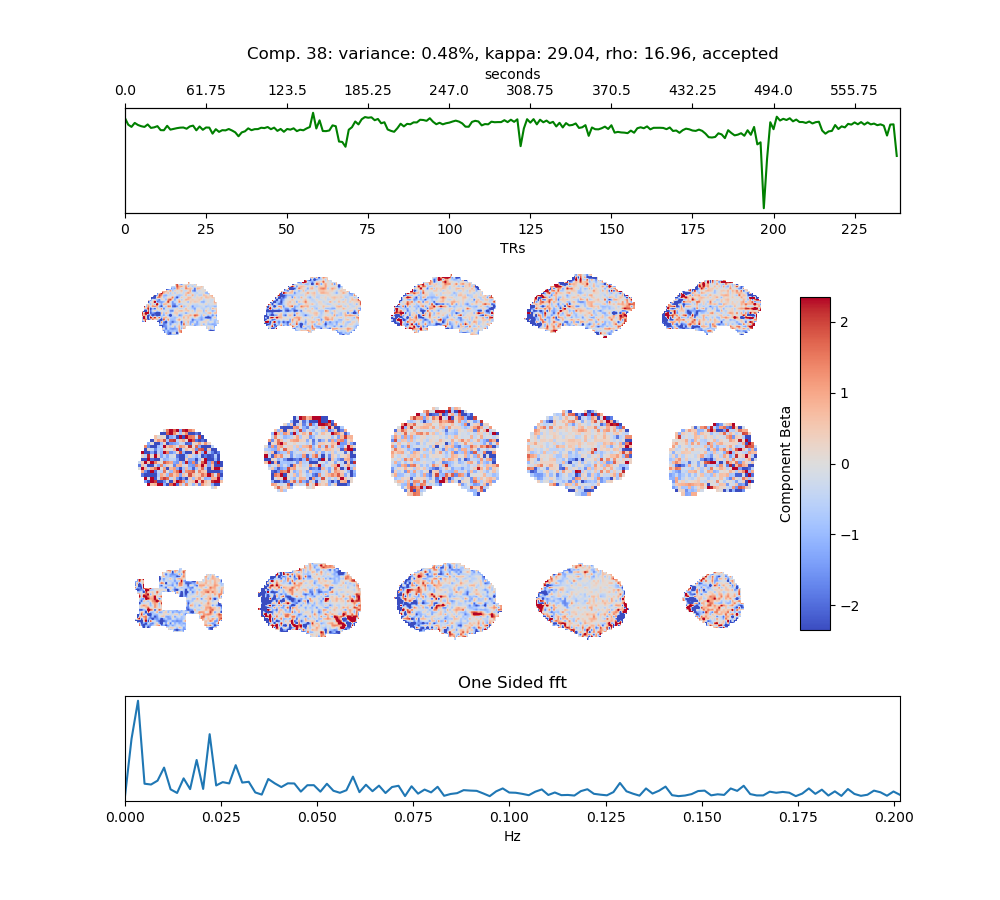 Comp. 38: variance: 0.48%, kappa: 29.04, rho: 16.96, accepted
seconds
0.0 61.75 123.5 185.25 247.0 308.75 370.5 432.25 494.0 555.75
0 25 50 75 100 125 150 175 200 225
TRs
2
1
0
−1
−2
Component Beta
One Sided fft
0.000 0.025 0.050 0.075 0.100 0.125 0.150 0.175 0.200
Hz